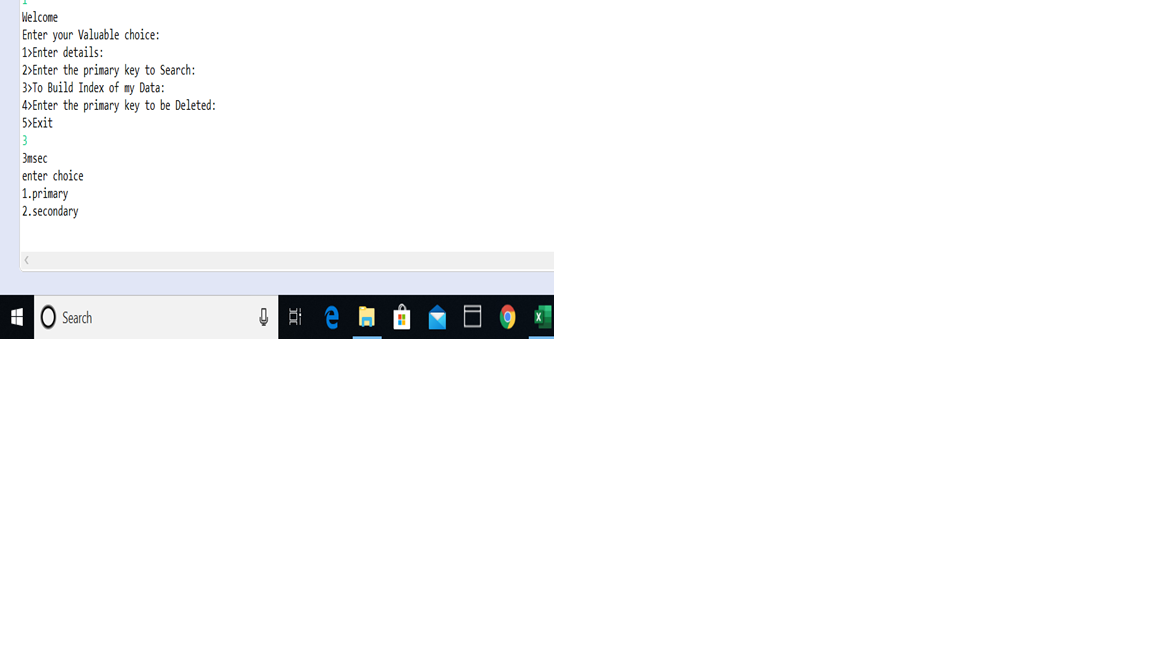 1
Welcome
Enter your Valuable choice:
1>Enter details:
2>Enter the primary key to Search:
3>To Build Index of my Data:
4>Enter the primary key to be Deleted:
5>Exit
3
3msec
enter choice
1.primary
2.secondary
Search